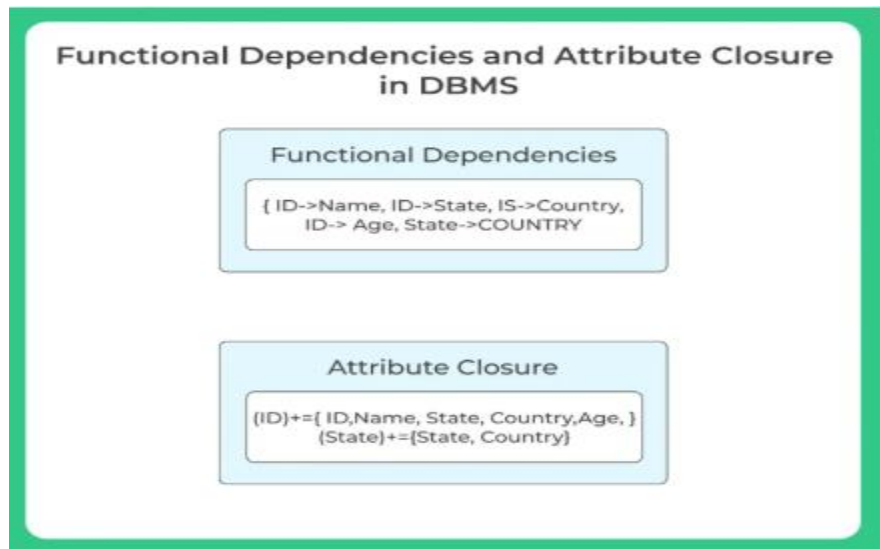 Functional Dependencies and Attribute Closure
in DBMS
Functional Dependencies
{ ID->Name, ID->State, IS->Country,
ID-> Age, State->COUNTRY
Attribute Closure
(ID)+={ ID,Name, State, Country,Age, }
(State)+={State, Country}